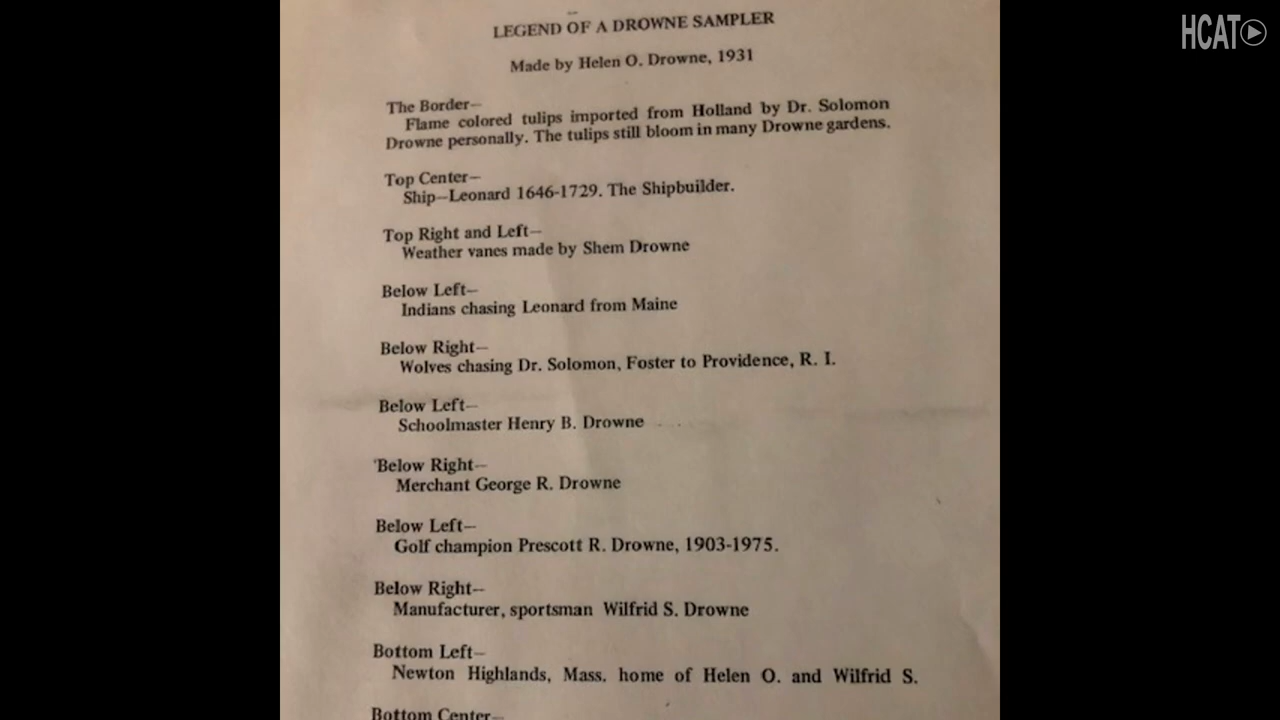 HCAT
LEGEND OF A DROWNE SAMPLER
Made by Helen O. Drowne, 1931
The Border—
Flame colored tulips imported from Holland by Dr. Solomon
Drowne personally. The tulips still bloom in many Drowne gardens.
Top Center—
Ship—Leonard 1646-1729. The Shipbuilder.
Top Right and Left—
Weather vanes made by Shem Drowne
Below Left—
Indians chasing Leonard from Maine
Below Right—
Wolves chasing Dr. Solomon, Foster to Providence, R. I.
Below Left—
Schoolmaster Henry B. Drowne
Below Right—
Merchant George R. Drowne
Below Left—
Golf champion Prescott R. Drowne, 1903-1975.
Below Right—
Manufacturer, sportsman Wilfrid S. Drowne
Bottom Left—
Newton Highlands, Mass. home of Helen O. and Wilfrid S.
Bottom Center—